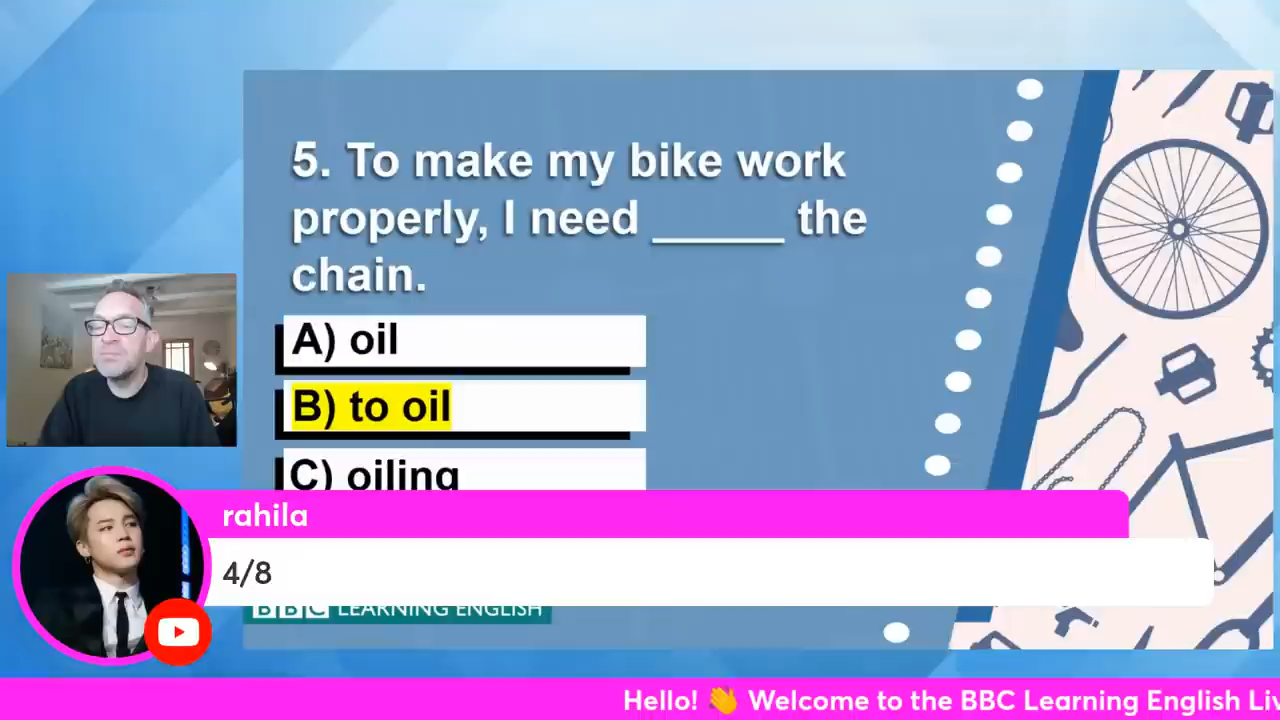 5. To make my bike work
properly, I need ______ the
chain.
A) oil
B) to oil
C) oiling
rahila
4/8
BBC LEARNING ENGLISH
Hello! 👋 Welcome to the BBC Learning English Liv